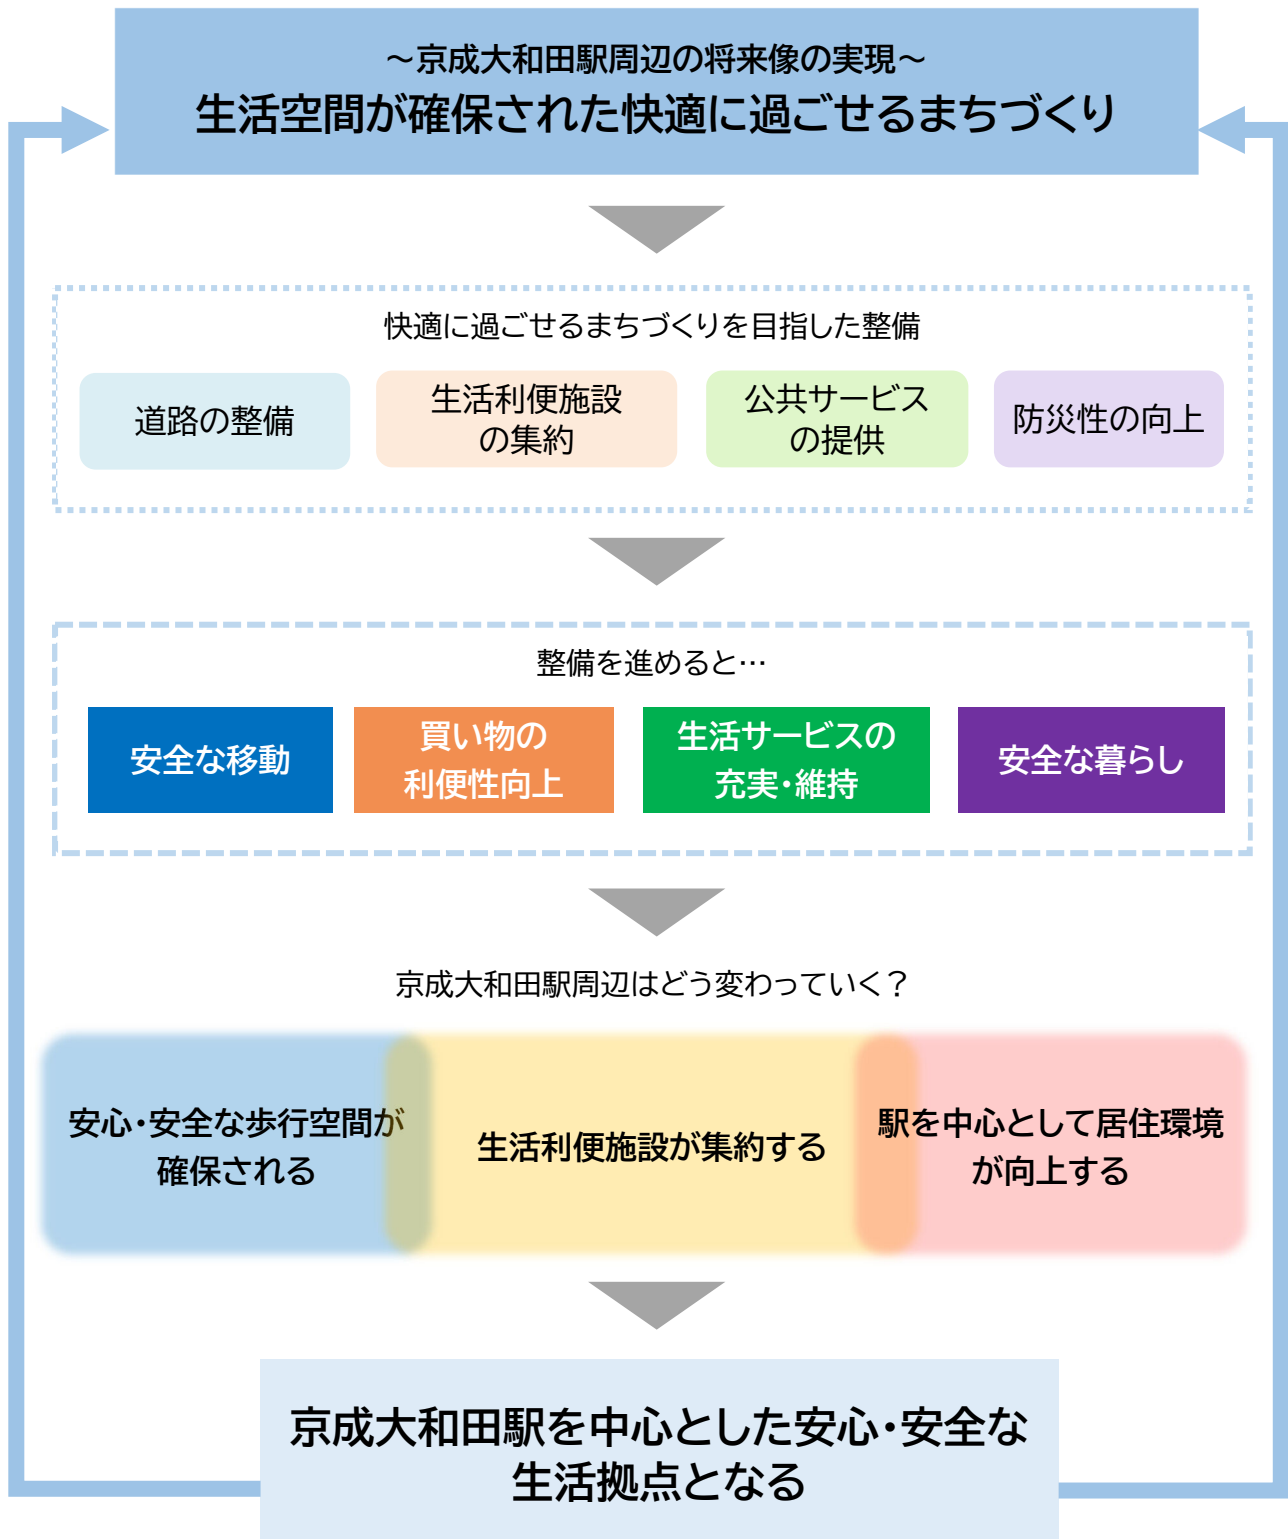 ～京成大和田駅周辺の将来像の実現～
生活空間が確保された快適に過ごせるまちづくり
快適に過ごせるまちづくりを目指した整備
道路の整備
生活利便施設
の集約
公共サービス
の提供
防災性の向上
整備を進めると…
安全な移動
買い物の
利便性向上
生活サービスの
充実・維持
安全な暮らし
京成大和田駅周辺はどう変わっていく？
安心・安全な歩行空間が
確保される
生活利便施設が集約する
駅を中心として居住環境
が向上する
京成大和田駅を中心とした安心・安全な
生活拠点となる